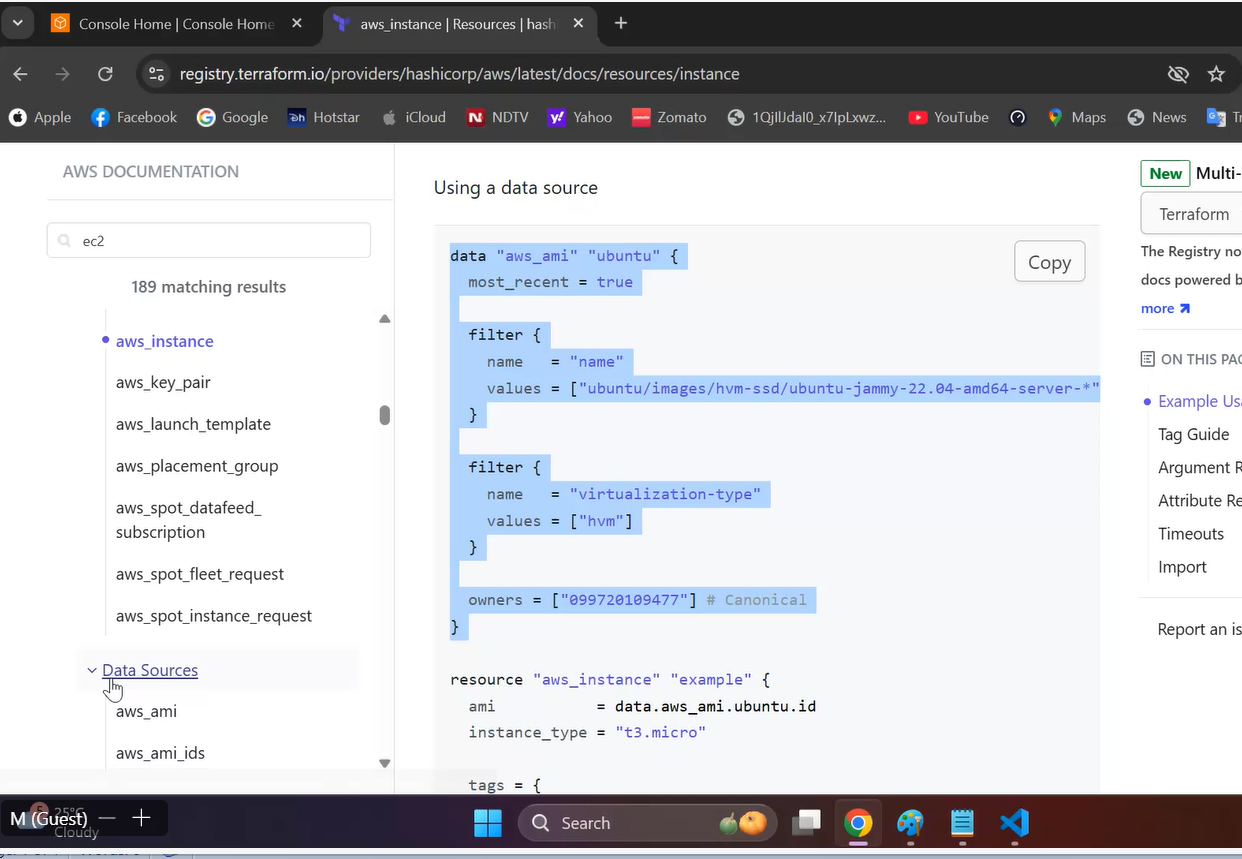 Console Home | Console Home
aws_instance | Resources | hash
registry.terraform.io/providers/hashicorp/aws/latest/docs/resources/instance
Apple
Facebook
Google
Hotstar
iCloud
NDTV
Yahoo
Zomato
YouTube
Maps
News
AWS DOCUMENTATION
ec2
189 matching results
aws_instance
aws_key_pair
aws_launch_template
aws_placement_group
aws_spot_datafeed_
subscription
aws_spot_fleet_request
aws_spot_instance_request
Data Sources
aws_ami
aws_ami_ids
Using a data source
Copy
data "aws_ami" "ubuntu" {
most_recent = true
filter {
name   = "name"
values = ["ubuntu/images/hvm-ssd/ubuntu-jammy-22.04-amd64-server-*"
}
filter {
name   = "virtualization-type"
values = ["hvm"]
}
owners = ["099720109477"] # Canonical
}
resource "aws_instance" "example" {
ami           = data.aws_ami.ubuntu.id
instance_type = "t3.micro"
tags = {
New Multi-
Terraform
The Registry no
docs powered b
more
ON THIS PAG
Example Us
Tag Guide
Argument R
Attribute Re
Timeouts
Import
Report an is
M (Guest)
5
25°C
Cloudy
Search